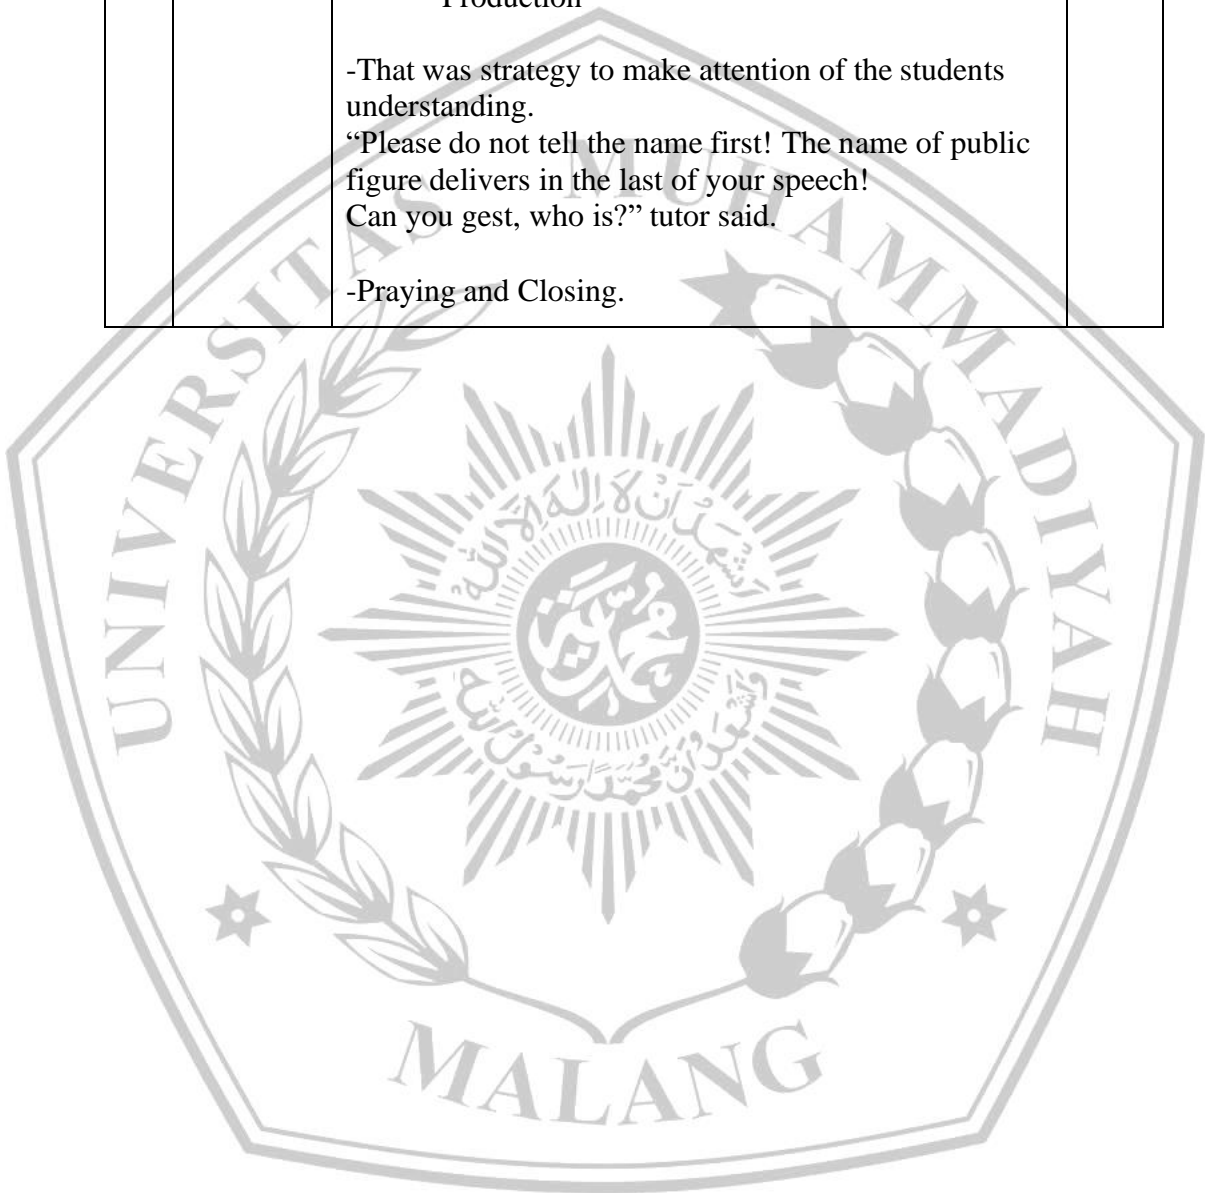 Production
-That was strategy to make attention of the students
understanding.
“Please do not tell the name first! The name of public
figure delivers in the last of your speech!
Can you gest, who is?” tutor said.
-Praying and Closing.
UNIVERSITAS MUHAMMADIYAH
MALANG